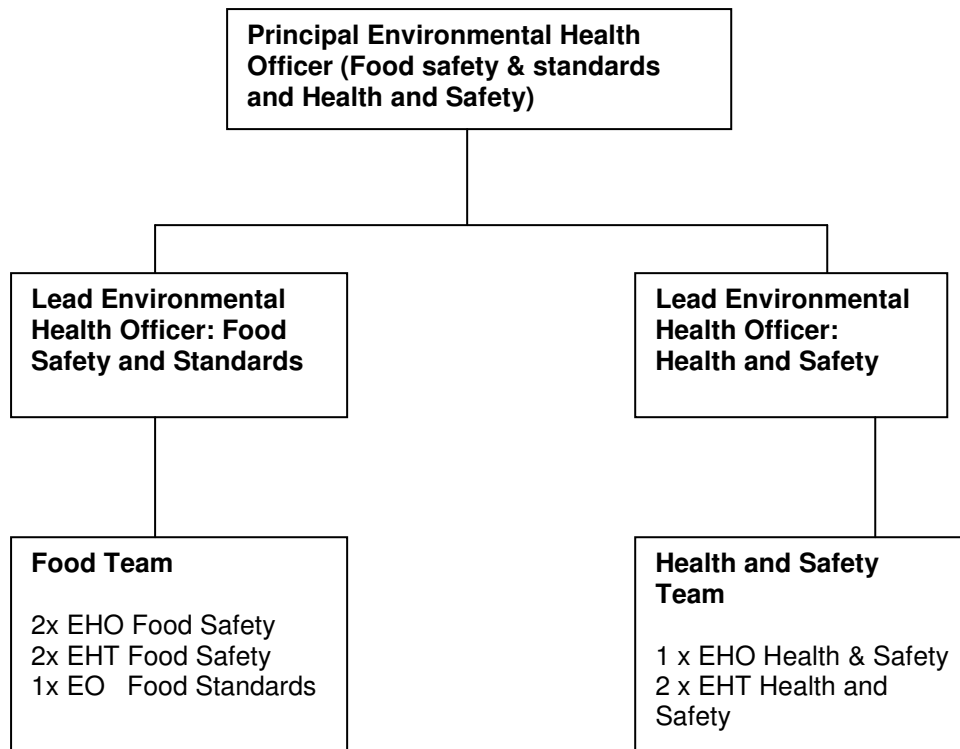 Principal Environmental Health
Officer (Food safety & standards
and Health and Safety)
Lead Environmental
Health Officer: Food
Safety and Standards
Lead Environmental
Health Officer:
Health and Safety
Food Team
2x EHO Food Safety
2x EHT Food Safety
1x EO Food Standards
Health and Safety
Team
1 x EHO Health & Safety
2 x EHT Health and
Safety